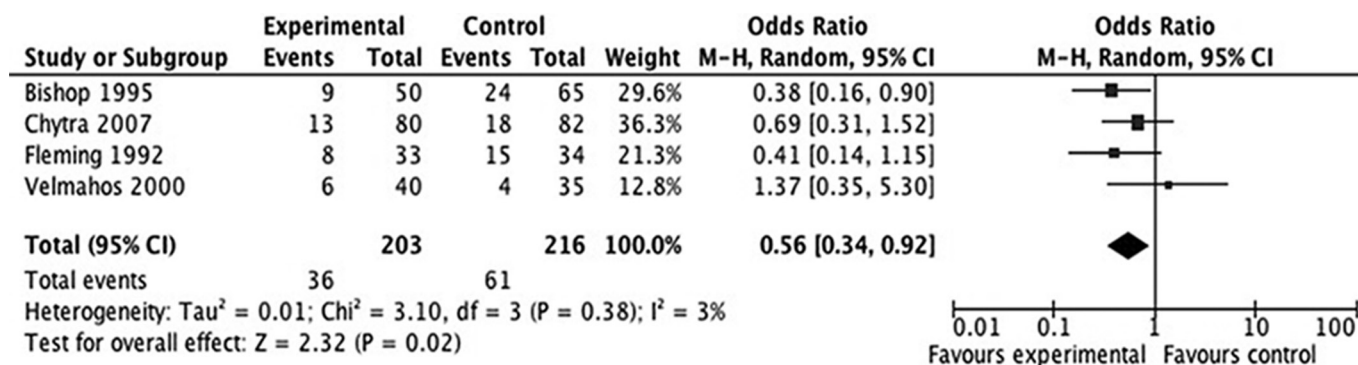 Experimental Control Odds Ratio Odds Ratio
Study or Subgroup Events Total Events Total Weight M-H, Random, 95% CI M-H, Random, 95% CI
Bishop 1995 9 50 24 65 29.6% 0.38 [0.16, 0.90]
Chytra 2007 13 80 18 82 36.3% 0.69 [0.31, 1.52]
Fleming 1992 8 33 15 34 21.3% 0.41 [0.14, 1.15]
Velmahos 2000 6 40 4 35 12.8% 1.37 [0.35, 5.30]
Total (95% CI) 203 216 100.0% 0.56 [0.34, 0.92]
Total events 36 61
Heterogeneity: Tau² = 0.01; Chi² = 3.10, df = 3 (P = 0.38); I² = 3%
Test for overall effect: Z = 2.32 (P = 0.02)
0.01 0.1 1 10 100
Favours experimental Favours control